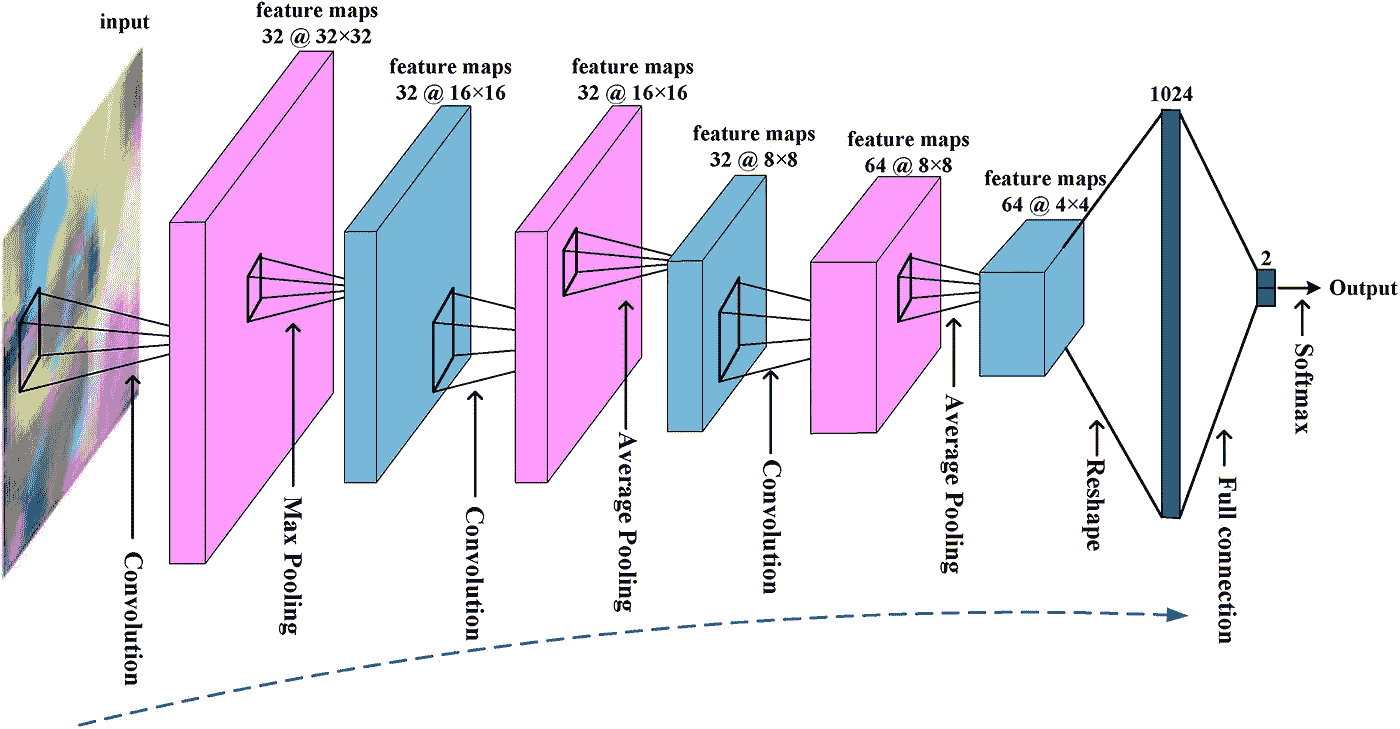 input
feature maps
32 @ 32×32
feature maps
32 @ 16×16
feature maps
32 @ 16×16
feature maps
32 @ 8×8
feature maps
64 @ 8×8
feature maps
64 @ 4×4
1024
2
Output
Convolution
Max Pooling
Convolution
Average Pooling
Convolution
Average Pooling
Reshape
Full connection
Softmax